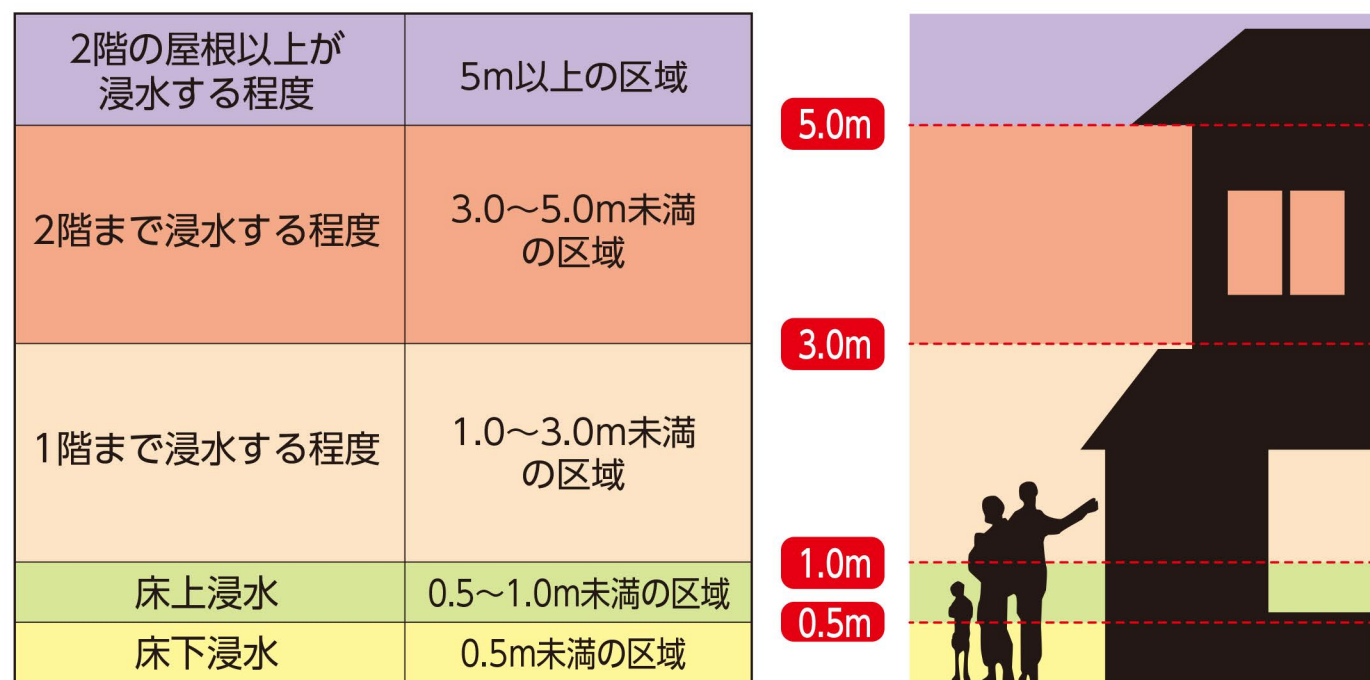 2階の屋根以上が
浸水する程度
5m以上の区域
5.0m
2階まで浸水する程度
3.0～5.0m未満
の区域
3.0m
1階まで浸水する程度
1.0～3.0m未満
の区域
1.0m
床上浸水
0.5～1.0m未満の区域
0.5m
床下浸水
0.5m未満の区域